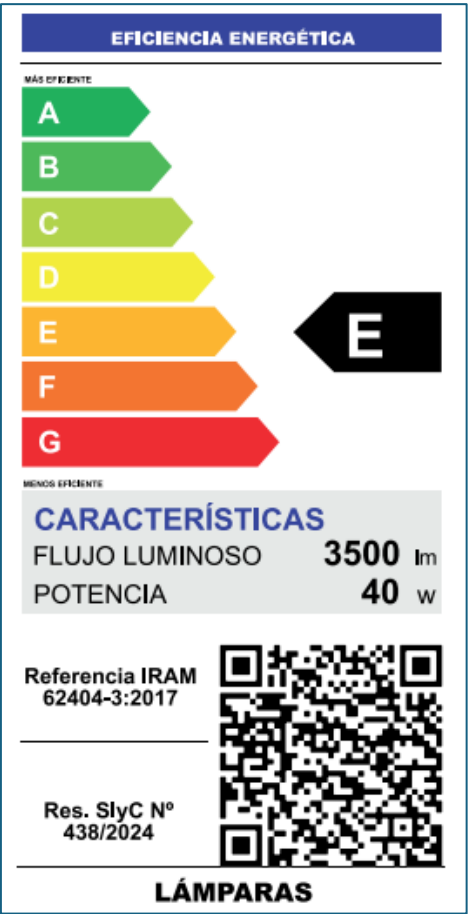 EFICIENCIA ENERGÉTICA
MÁS EFICIENTE
A
B
C
D
E
E
F
G
MENOS EFICIENTE
CARACTERÍSTICAS
FLUJO LUMINOSO 3500 lm
POTENCIA 40 w
Referencia IRAM
62404-3:2017
Res. SIyC Nº
438/2024
LÁMPARAS